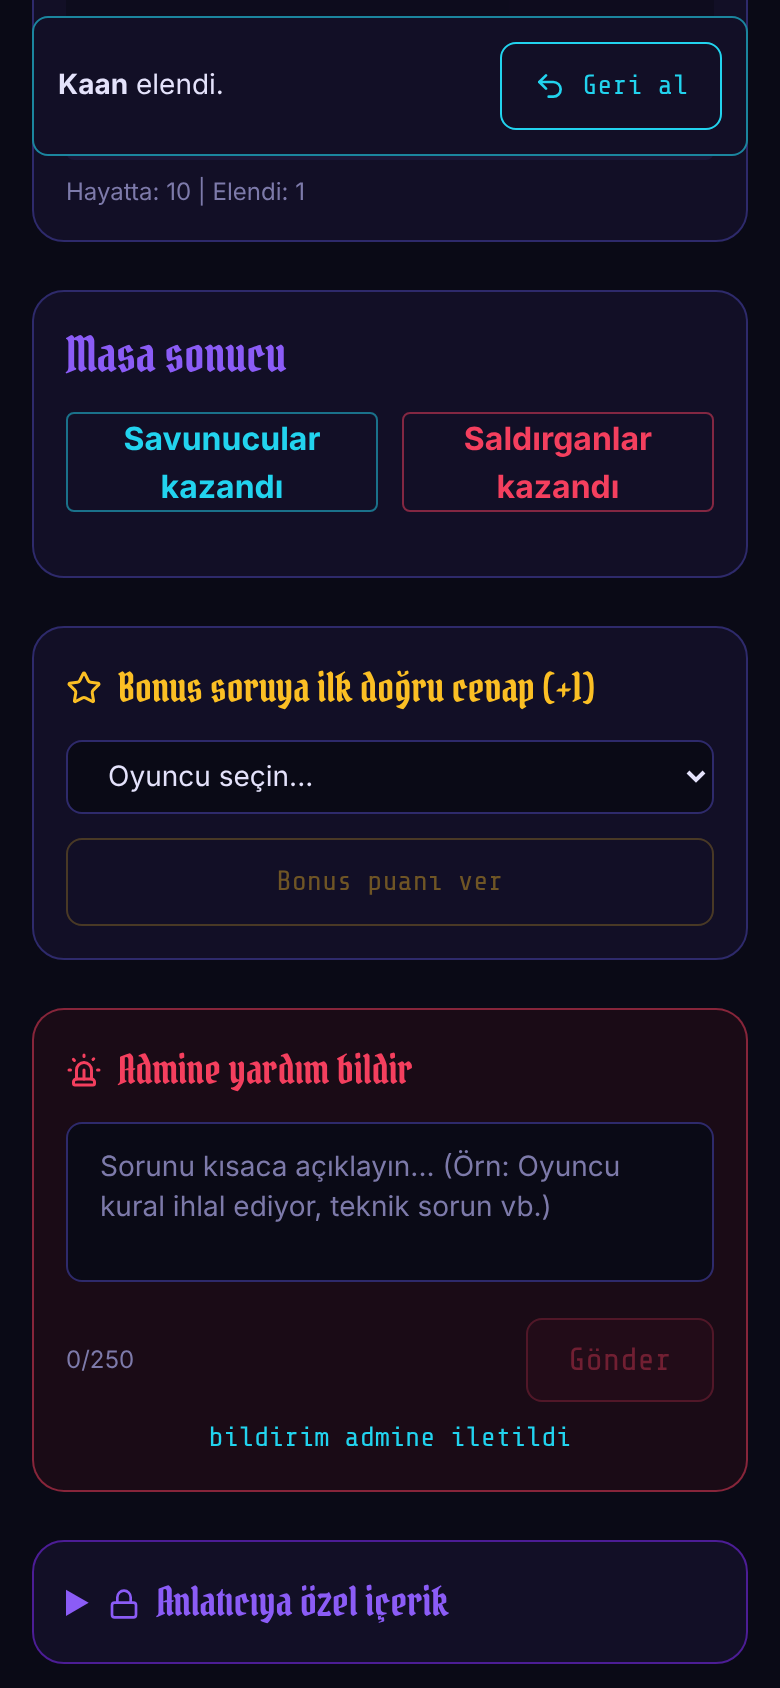 Kaan elendi.
Geri al
Hayatta: 10 | Elendi: 1
Masa sonucu
Savunucular
kazandı
Saldırganlar
kazandı
Bonus soruya ilk doğru cevap (+1)
Oyuncu seçin...
Bonus puanı ver
Admine yardım bildir
Sorunu kısaca açıklayın... (Örn: Oyuncu
kural ihlal ediyor, teknik sorun vb.)
0/250
Gönder
bildirim admine iletildi
Anlatıcıya özel içerik